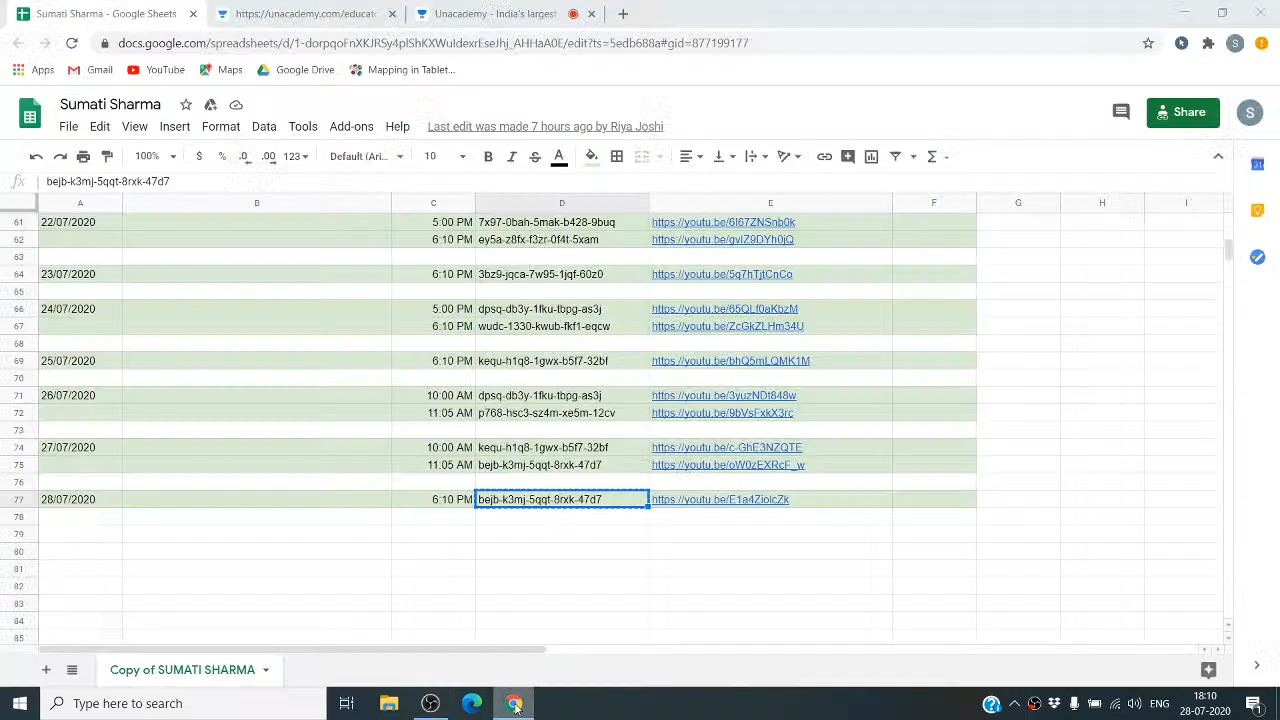 Sumati Sharma - Google Sheets
https://unacademy.com/educat
Unacademy - India's largest
docs.google.com/spreadsheets/d/1-dorpqoFnXKJRSy4pIShKXWuIdexrEseJhj_AHHaA0E/edit?ts=5edb688a#gid=877199177
S
Apps Gmail YouTube Maps Google Drive Mapping in Tablet...
Sumati Sharma
Share
S
File Edit View Insert Format Data Tools Add-ons Help Last edit was made 7 hours ago by Riya Joshi
100% $ % .0 .00 123 Default (Ari... 10 B I S A
fx bejb-k3mj-5qqt-8rxk-47d7
A B C D E F G H I
61 22/07/2020 5:00 PM 7x97-0bah-5mat-b428-9buq https://youtu.be/6I67ZNSnb0k
62 6:10 PM ey5a-z8fx-f3zr-0f4t-5xam https://youtu.be/gvIZ9DYh0jQ
63
64 23/07/2020 6:10 PM 3bz9-jqca-7w95-1jqf-60z0 https://youtu.be/5q7hTjtCnCo
65
66 24/07/2020 5:00 PM dpsq-db3y-1fku-tbpg-as3j https://youtu.be/65QLf0aKbzM
67 6:10 PM wudc-1330-kwub-fkf1-eqcw https://youtu.be/ZcGkZLHm34U
68
69 25/07/2020 6:10 PM kequ-h1q8-1gwx-b5f7-32bf https://youtu.be/bhQ5mLQMK1M
70
71 26/07/2020 10:00 AM dpsq-db3y-1fku-tbpg-as3j https://youtu.be/3yuzNDt848w
72 11:05 AM p768-hsc3-sz4m-xe5m-12cv https://youtu.be/9bVsFxkX3rc
73
74 27/07/2020 10:00 AM kequ-h1q8-1gwx-b5f7-32bf https://youtu.be/c-GhE3NZQTE
75 11:05 AM bejb-k3mj-5qqt-8rxk-47d7 https://youtu.be/oW0zEXRcF_w
76
77 28/07/2020 6:10 PM bejb-k3mj-5qqt-8rxk-47d7 https://youtu.be/E1a4ZioicZk
78
79
80
81
82
83
84
85
Copy of SUMATI SHARMA
Type here to search
ENG
18:10
28-07-2020